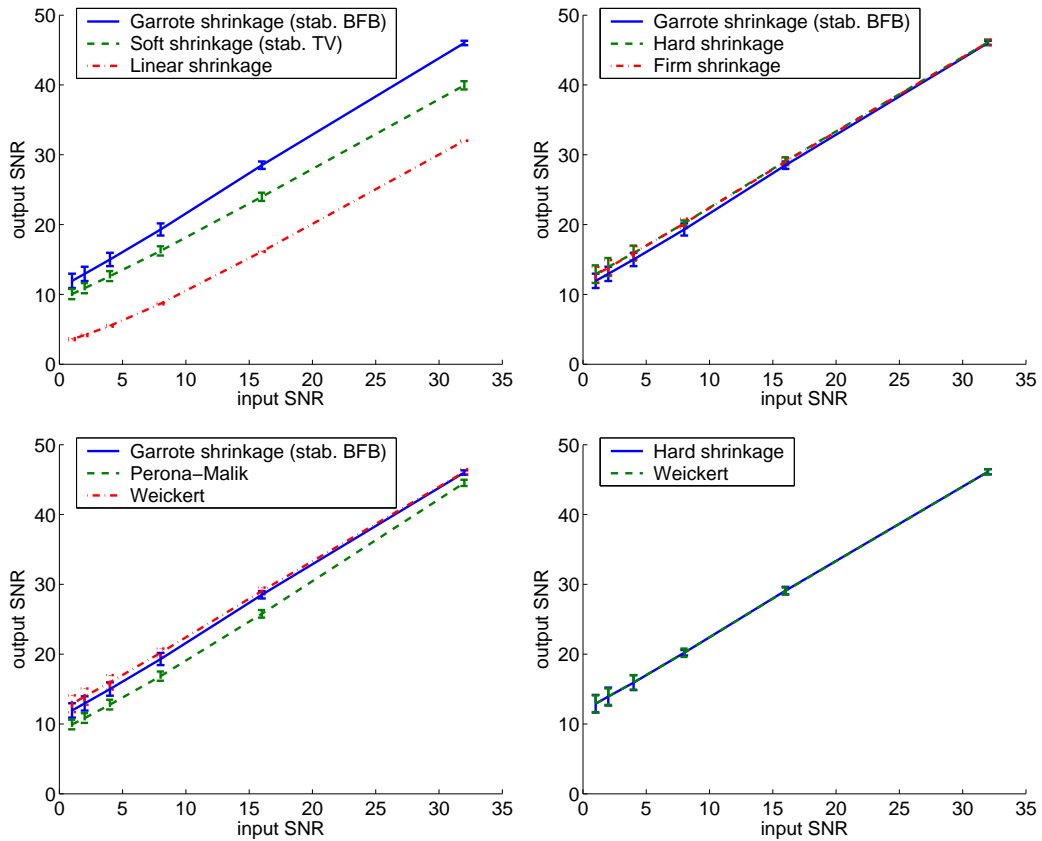 Garrote shrinkage (stab. BFB)
Soft shrinkage (stab. TV)
Linear shrinkage
50
40
30
20
10
0
output SNR
0 5 10 15 20 25 30 35
input SNR
Garrote shrinkage (stab. BFB)
Hard shrinkage
Firm shrinkage
50
40
30
20
10
0
output SNR
0 5 10 15 20 25 30 35
input SNR
Garrote shrinkage (stab. BFB)
Perona−Malik
Weickert
50
40
30
20
10
0
output SNR
0 5 10 15 20 25 30 35
input SNR
Hard shrinkage
Weickert
50
40
30
20
10
0
output SNR
0 5 10 15 20 25 30 35
input SNR